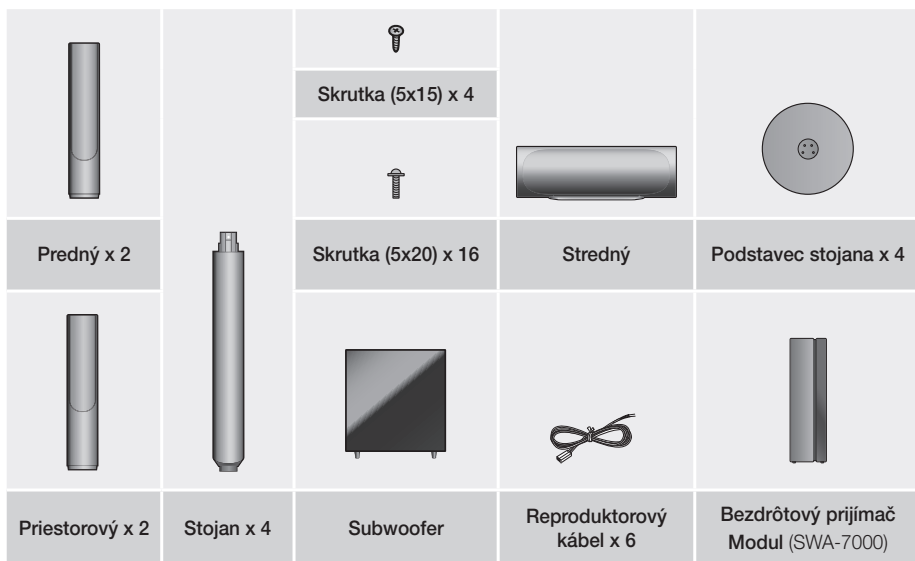 Skrutka (5x15) x 4
Predný x 2
Skrutka (5x20) x 16
Stredný
Podstavec stojana x 4
Priestorový x 2
Stojan x 4
Subwoofer
Reproduktorový
kábel x 6
Bezdrôtový prijímač
Modul (SWA-7000)